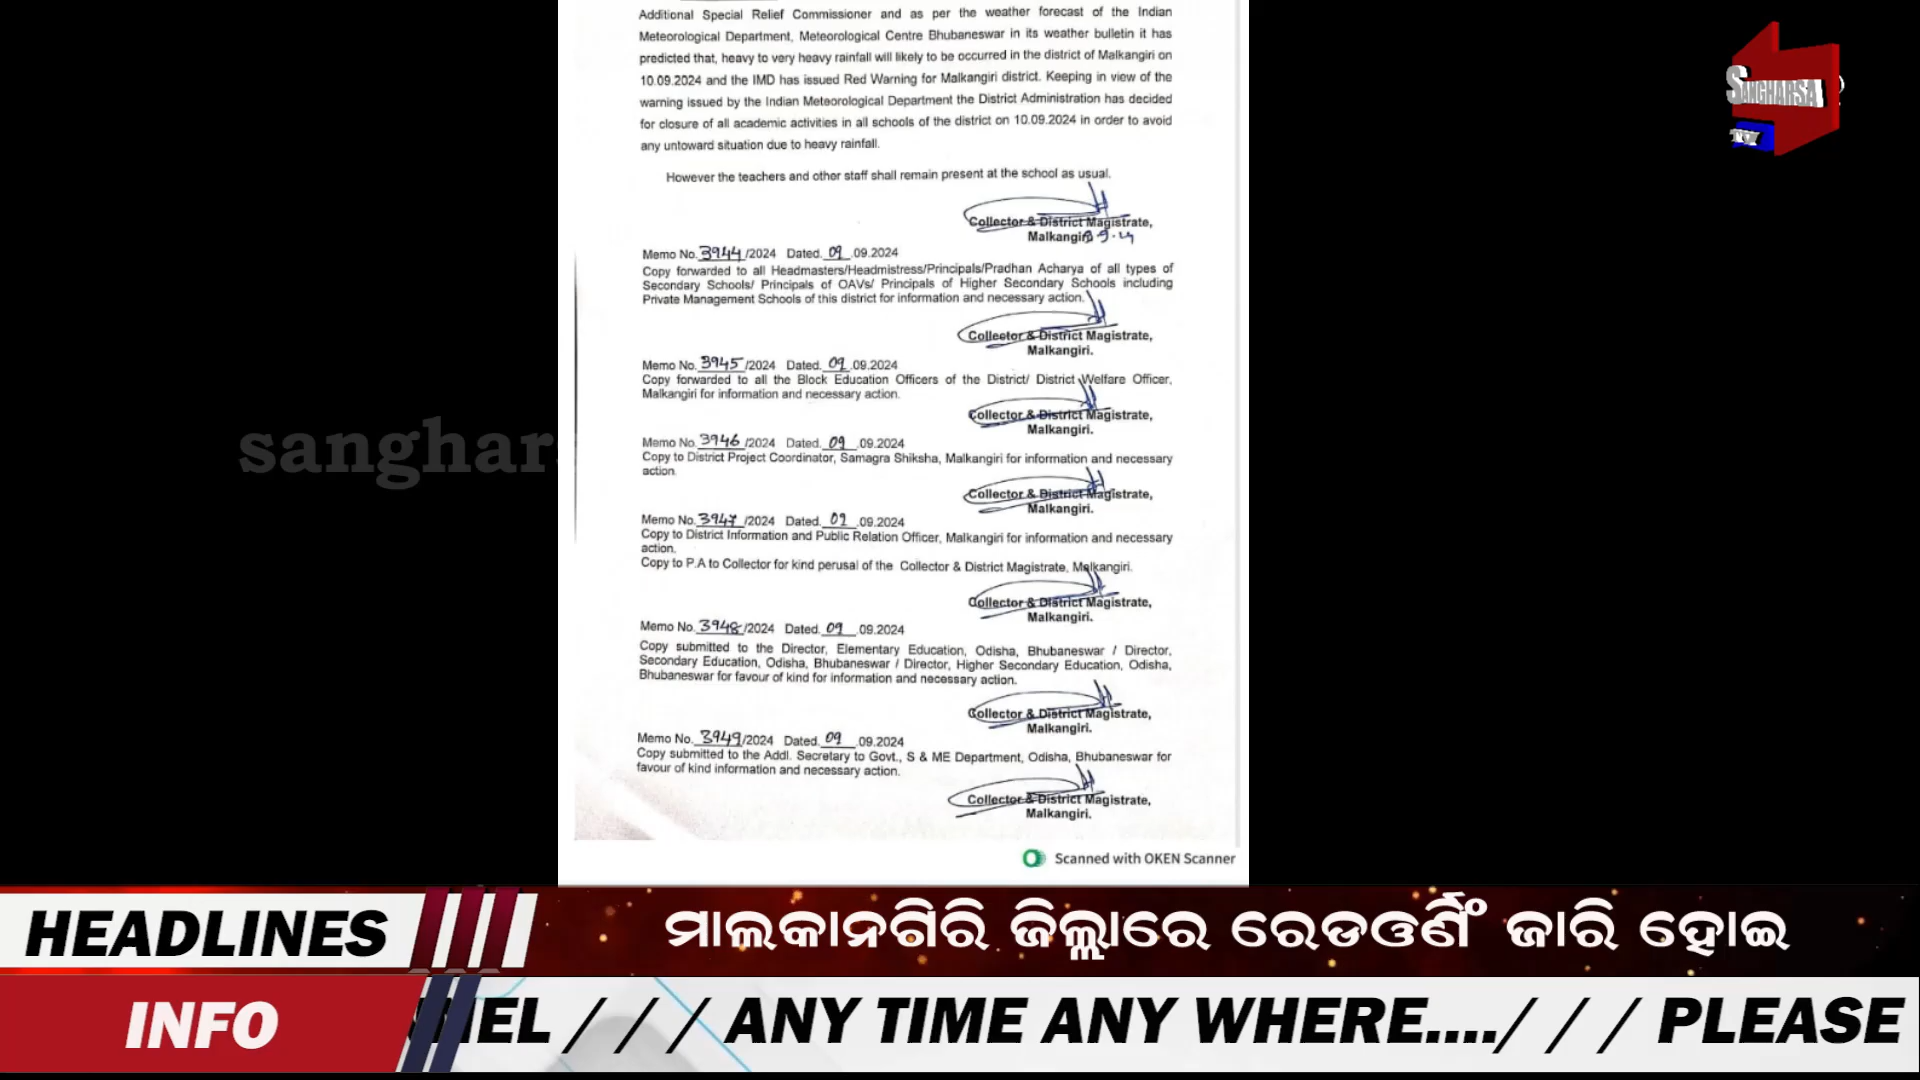 Additional Special Relief Commissioner and as per the weather forecast of the Indian
Meteorological Department, Meteorological Centre Bhubaneswar in its weather bulletin it has
predicted that, heavy to very heavy rainfall will likely to be occurred in the district of Malkangiri on
10.09.2024 and the IMD has issued Red Warning for Malkangiri district. Keeping in view of the
warning issued by the Indian Meteorological Department the District Administration has decided
for closure of all academic activities in all schools of the district on 10.09.2024 in order to avoid
any untoward situation due to heavy rainfall.
However the teachers and other staff shall remain present at the school as usual.
Collector & District Magistrate,
Malkangiri
Memo No. 3944/2024 Dated. 09.09.2024
Copy forwarded to all Headmasters/Headmistress/Principals/Pradhan Acharya of all types of
Secondary Schools/ Principals of OAVs/ Principals of Higher Secondary Schools including
Private Management Schools of this district for information and necessary action.
Collector & District Magistrate,
Malkangiri.
Memo No. 3945/2024 Dated. 09.09.2024
Copy forwarded to all the Block Education Officers of the District/ District Welfare Officer,
Malkangiri for information and necessary action.
Collector & District Magistrate,
Malkangiri.
Memo No. 3946/2024 Dated. 09.09.2024
Copy to District Project Coordinator, Samagra Shiksha, Malkangiri for information and necessary
action.
Collector & District Magistrate,
Malkangiri.
Memo No. 3947/2024 Dated. 09.09.2024
Copy to District Information and Public Relation Officer, Malkangiri for information and necessary
action.
Copy to P.A to Collector for kind perusal of the Collector & District Magistrate, Malkangiri.
Collector & District Magistrate,
Malkangiri.
Memo No. 3948/2024 Dated. 09.09.2024
Copy submitted to the Director, Elementary Education, Odisha, Bhubaneswar / Director,
Secondary Education, Odisha, Bhubaneswar / Director, Higher Secondary Education, Odisha,
Bhubaneswar for favour of kind for information and necessary action.
Collector & District Magistrate,
Malkangiri.
Memo No. 3949/2024 Dated. 09.09.2024
Copy submitted to the Addl. Secretary to Govt., S & ME Department, Odisha, Bhubaneswar for
favour of kind information and necessary action.
Collector & District Magistrate,
Malkangiri.
Scanned with OKEN Scanner
SANGHARSA
TV
sanghars
HEADLINES
ମାଲକାନଗିରି ଜିଲ୍ଲାରେ ରେଡଓର୍ଣିଂ ଜାରି ହୋଇ
INFO
NEL / / / ANY TIME ANY WHERE..../ / / PLEASE